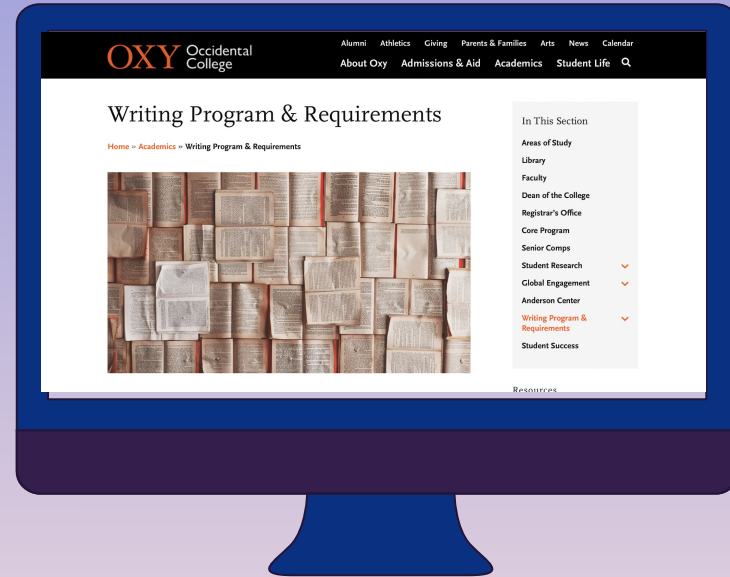 OXY Occidental
College
Alumni Athletics Giving Parents & Families Arts News Calendar
About Oxy Admissions & Aid Academics Student Life
Writing Program & Requirements
Home » Academics » Writing Program & Requirements
In This Section
Areas of Study
Library
Faculty
Dean of the College
Registrar's Office
Core Program
Senior Comps
Student Research
Global Engagement
Anderson Center
Writing Program &
Requirements
Student Success
Resources